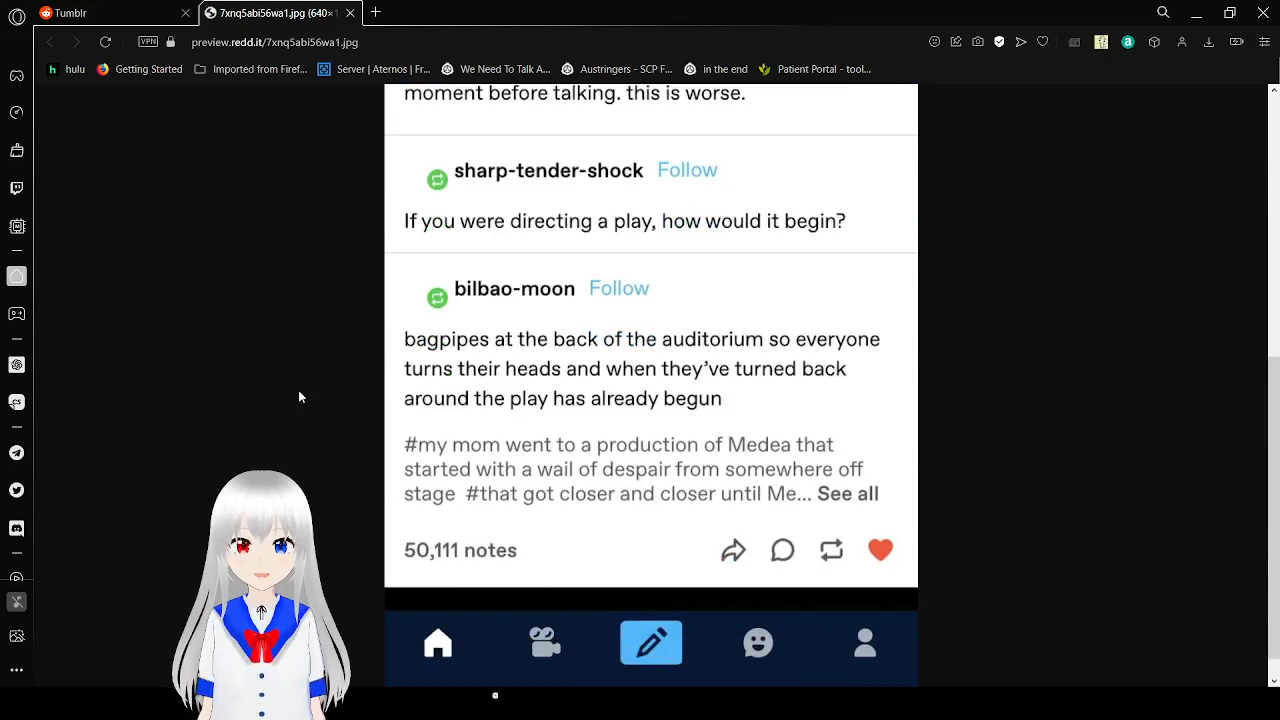 Tumblr
7xnq5abi56wa1.jpg (640×1
VPN
preview.redd.it/7xnq5abi56wa1.jpg
hulu
Getting Started
Imported from Firef...
Server | Aternos | Fr...
We Need To Talk A...
Austringers - SCP F...
in the end
Patient Portal - tool...
moment before talking. this is worse.
sharp-tender-shock Follow
If you were directing a play, how would it begin?
bilbao-moon Follow
bagpipes at the back of the auditorium so everyone
turns their heads and when they’ve turned back
around the play has already begun
#my mom went to a production of Medea that
started with a wail of despair from somewhere off
stage #that got closer and closer until Me... See all
50,111 notes